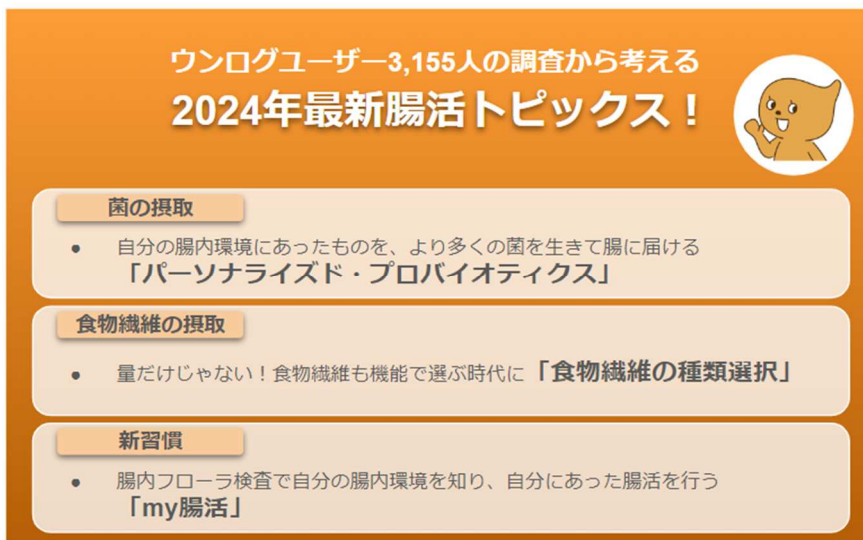 ウンログユーザー3,155人の調査から考える
2024年最新腸活トピックス！
菌の摂取
● 自分の腸内環境にあったものを、より多くの菌を生きて腸に届ける
「パーソナライズド・プロバイオティクス」
食物繊維の摂取
● 量だけじゃない！食物繊維も機能で選ぶ時代に「食物繊維の種類選択」
新習慣
● 腸内フローラ検査で自分の腸内環境を知り、自分にあった腸活を行う
「my腸活」